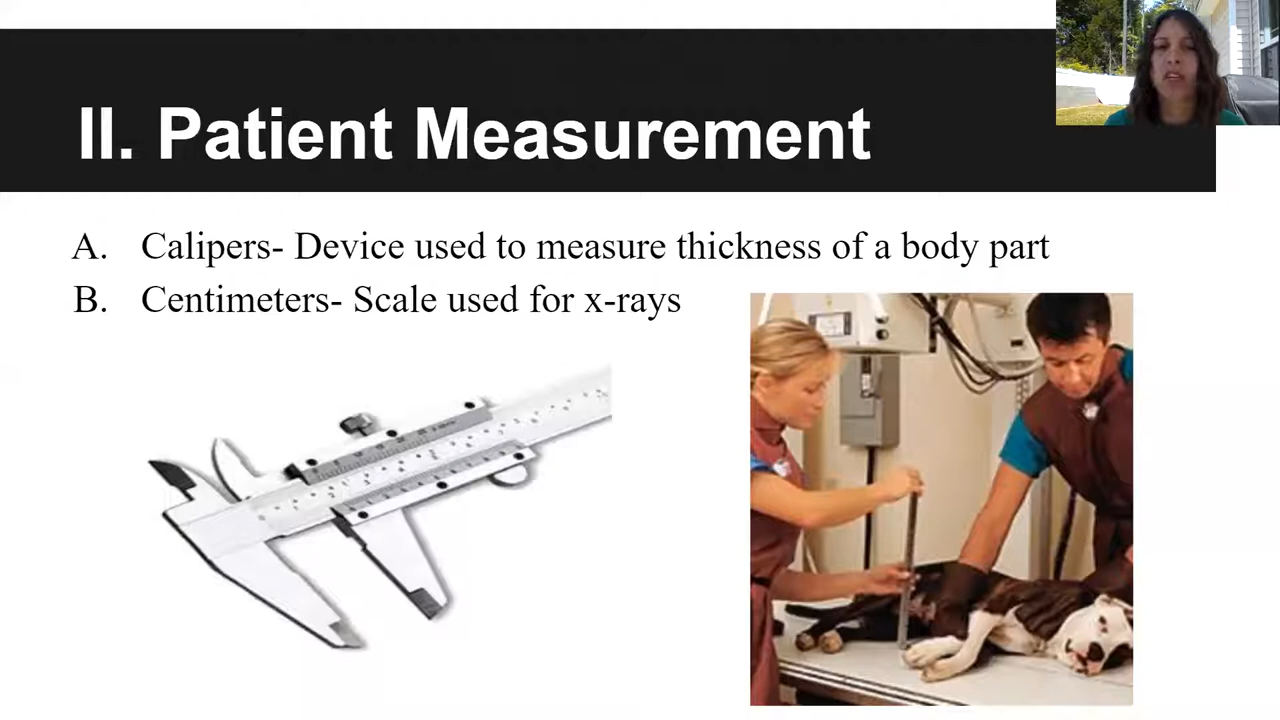 II. Patient Measurement
A. Calipers- Device used to measure thickness of a body part
B. Centimeters- Scale used for x-rays